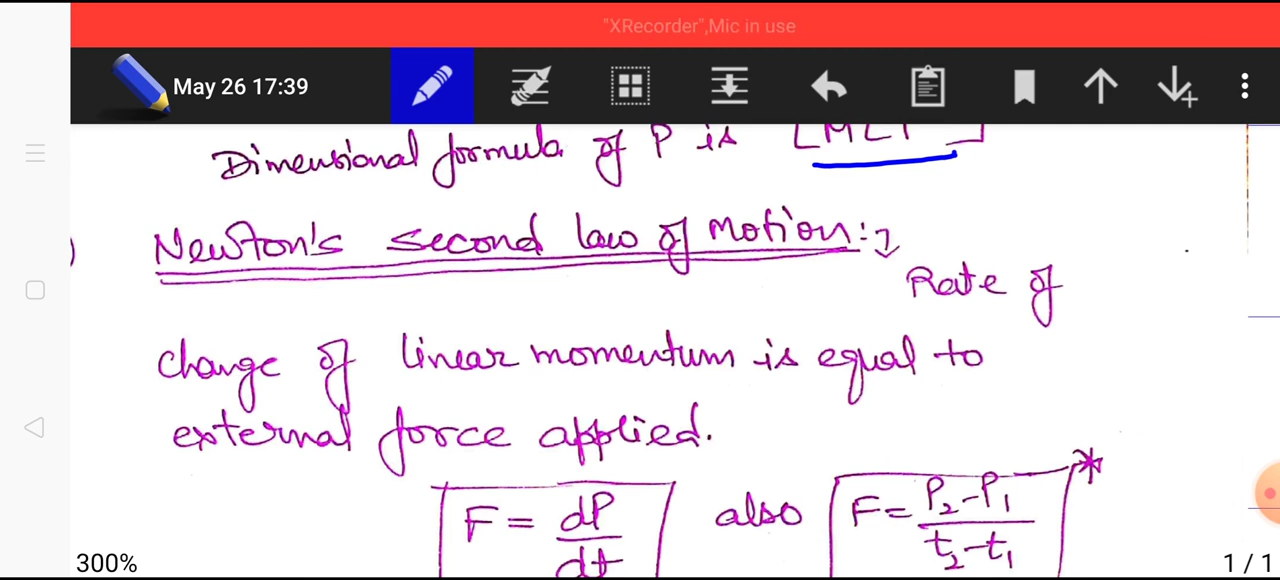 "XRecorder",Mic in use
May 26 17:39
Dimensional formula of P is [MLT ]
Newton's second law of motion :→
Rate of
change of linear momentum is equal to
external force applied.
F = dP/dt also F = P₂-P₁/t₂-t₁ *
300% 1 / 1